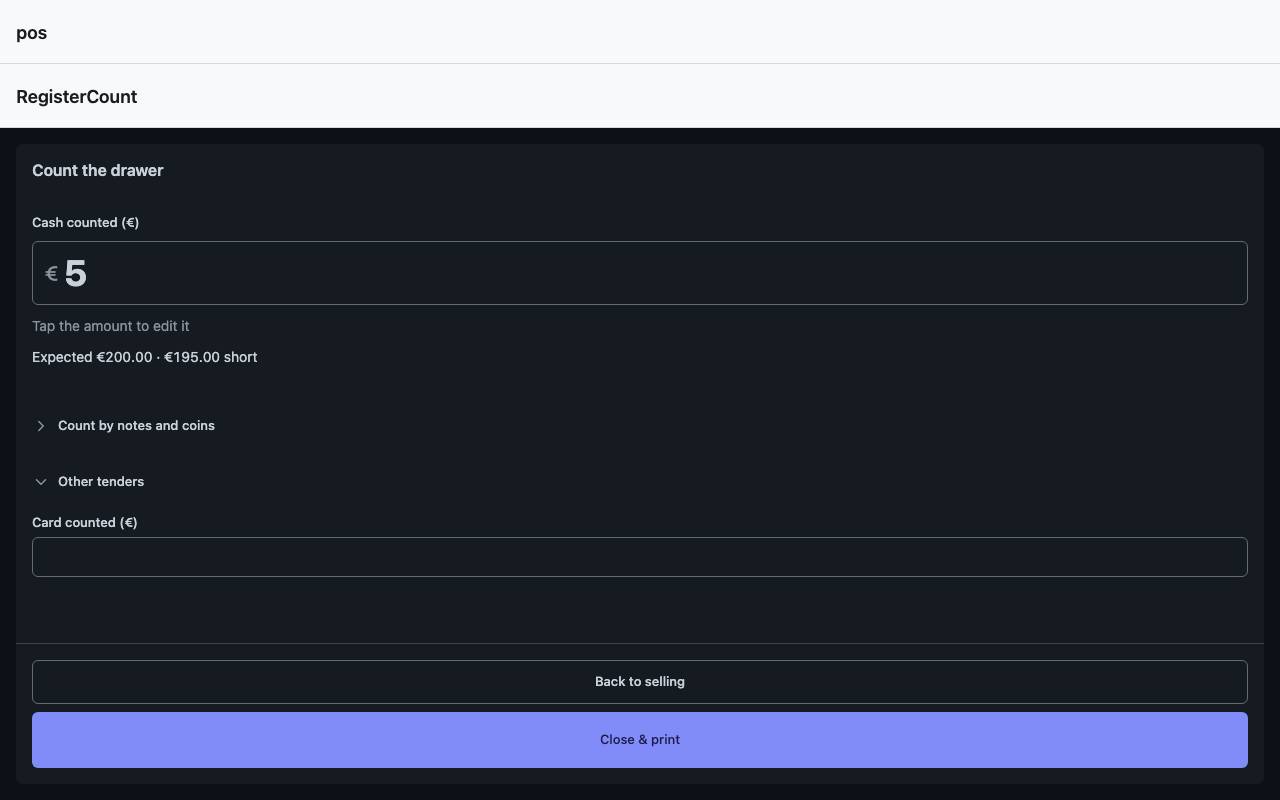 pos
RegisterCount
Count the drawer
Cash counted (€)
€ 5
Tap the amount to edit it
Expected €200.00 · €195.00 short
Count by notes and coins
Other tenders
Card counted (€)
Back to selling
Close & print